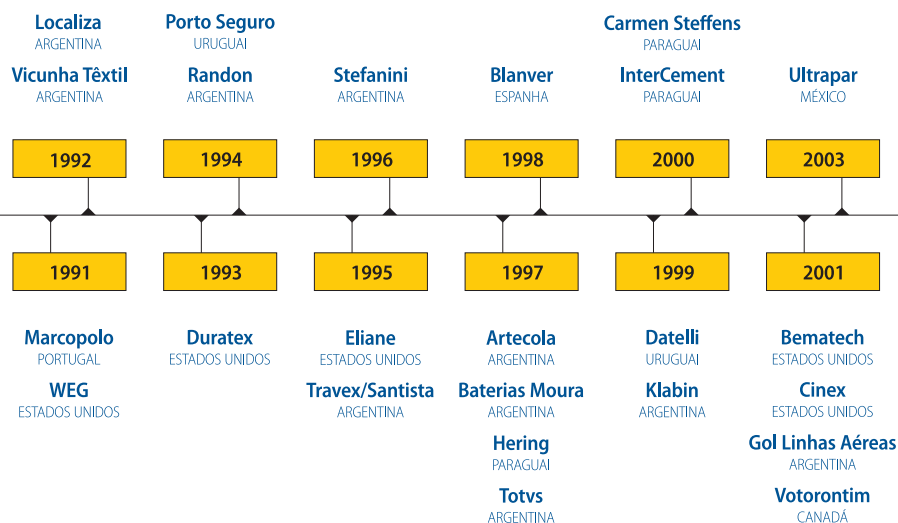 Localiza
ARGENTINA
Vicunha Têxtil
ARGENTINA
1992
Porto Seguro
URUGUAI
Randon
ARGENTINA
1994
Stefanini
ARGENTINA
1996
Blanver
ESPANHA
1998
Carmen Steffens
PARAGUAI
InterCement
PARAGUAI
2000
Ultrapar
MÉXICO
2003
1991
Marcopolo
PORTUGAL
WEG
ESTADOS UNIDOS
1993
Duratex
ESTADOS UNIDOS
1995
Eliane
ESTADOS UNIDOS
Travex/Santista
ARGENTINA
1997
Artecola
ARGENTINA
Baterias Moura
ARGENTINA
Hering
PARAGUAI
Totvs
ARGENTINA
1999
Datelli
URUGUAI
Klabin
ARGENTINA
2001
Bematech
ESTADOS UNIDOS
Cinex
ESTADOS UNIDOS
Gol Linhas Aéreas
ARGENTINA
Votorontim
CANADÁ